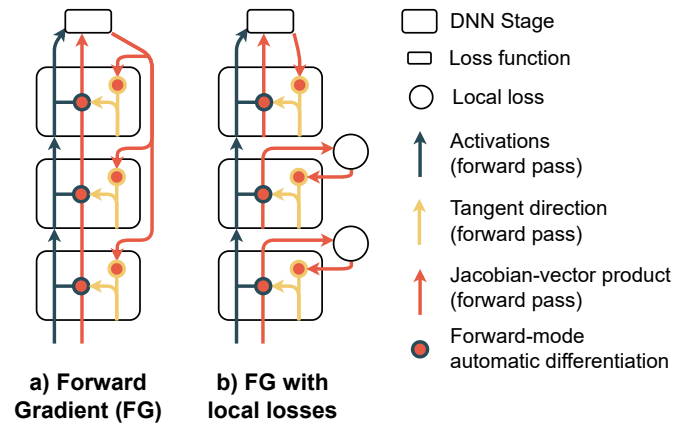 DNN Stage
Loss function
Local loss
Activations
(forward pass)
Tangent direction
(forward pass)
Jacobian-vector product
(forward pass)
Forward-mode
automatic differentiation
a) Forward
Gradient (FG)
b) FG with
local losses